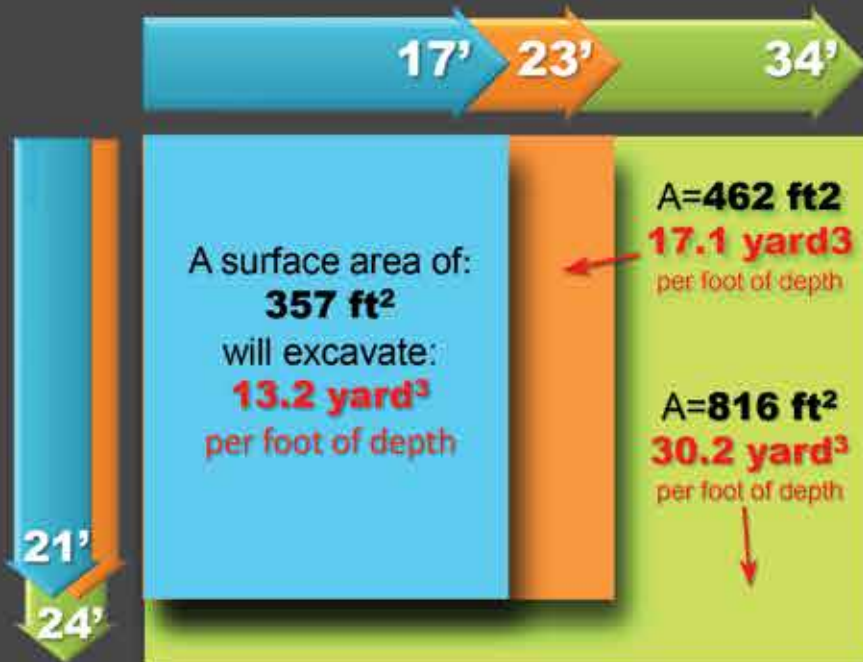 17’ 23’ 34’
21’
24’
A surface area of:
357 ft²
will excavate:
13.2 yard³
per foot of depth
A=462 ft2
17.1 yard3
per foot of depth
A=816 ft²
30.2 yard³
per foot of depth